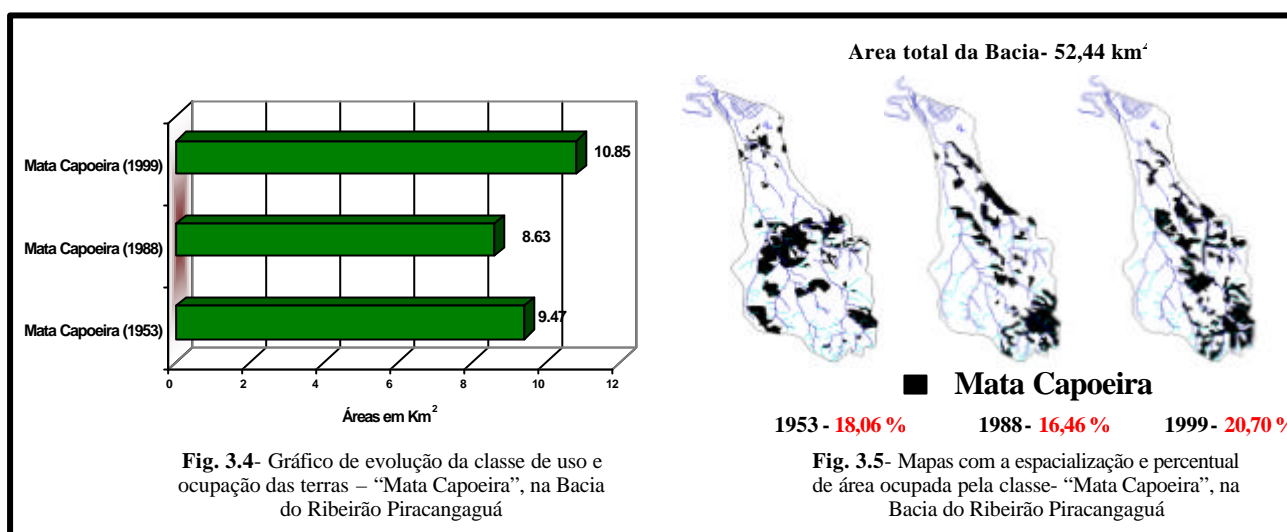 Mata Capoeira (1999)
10.85
Mata Capoeira (1988)
8.63
Mata Capoeira (1953)
9.47
0 2 4 6 8 10 12
Áreas em Km²
Fig. 3.4- Gráfico de evolução da classe de uso e
ocupação das terras – “Mata Capoeira”, na Bacia
do Ribeirão Piracangaguá
Area total da Bacia- 52,44 km²
Mata Capoeira
1953 - 18,06 % 1988 - 16,46 % 1999- 20,70 %
Fig. 3.5- Mapas com a espacialização e percentual
de área ocupada pela classe- “Mata Capoeira”, na
Bacia do Ribeirão Piracangaguá